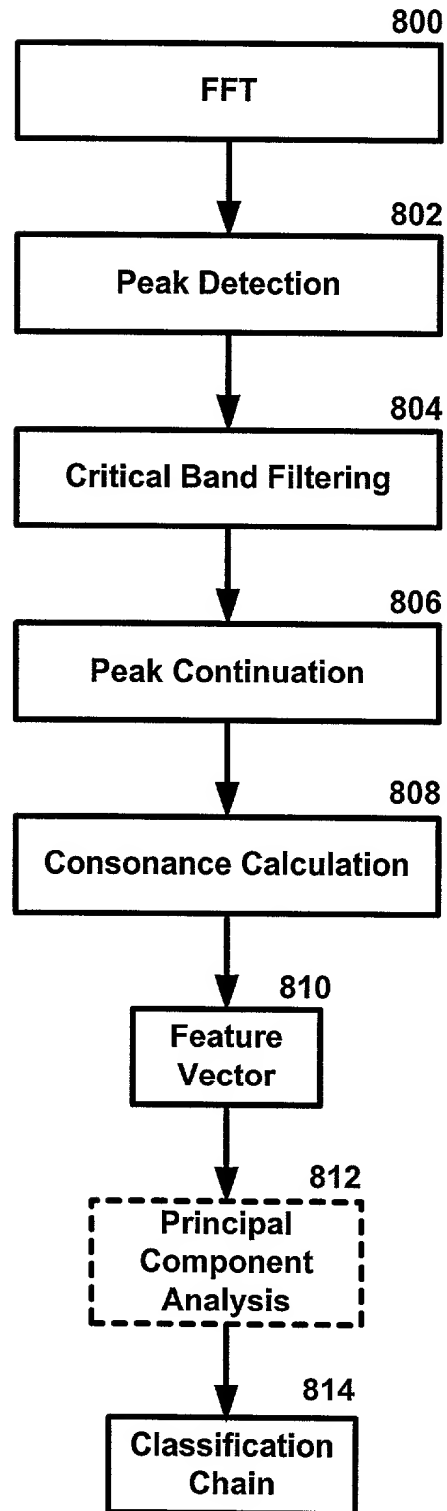 800
FFT
802
Peak Detection
804
Critical Band Filtering
806
Peak Continuation
808
Consonance Calculation
810
Feature
Vector
812
Principal
Component
Analysis
814
Classification
Chain